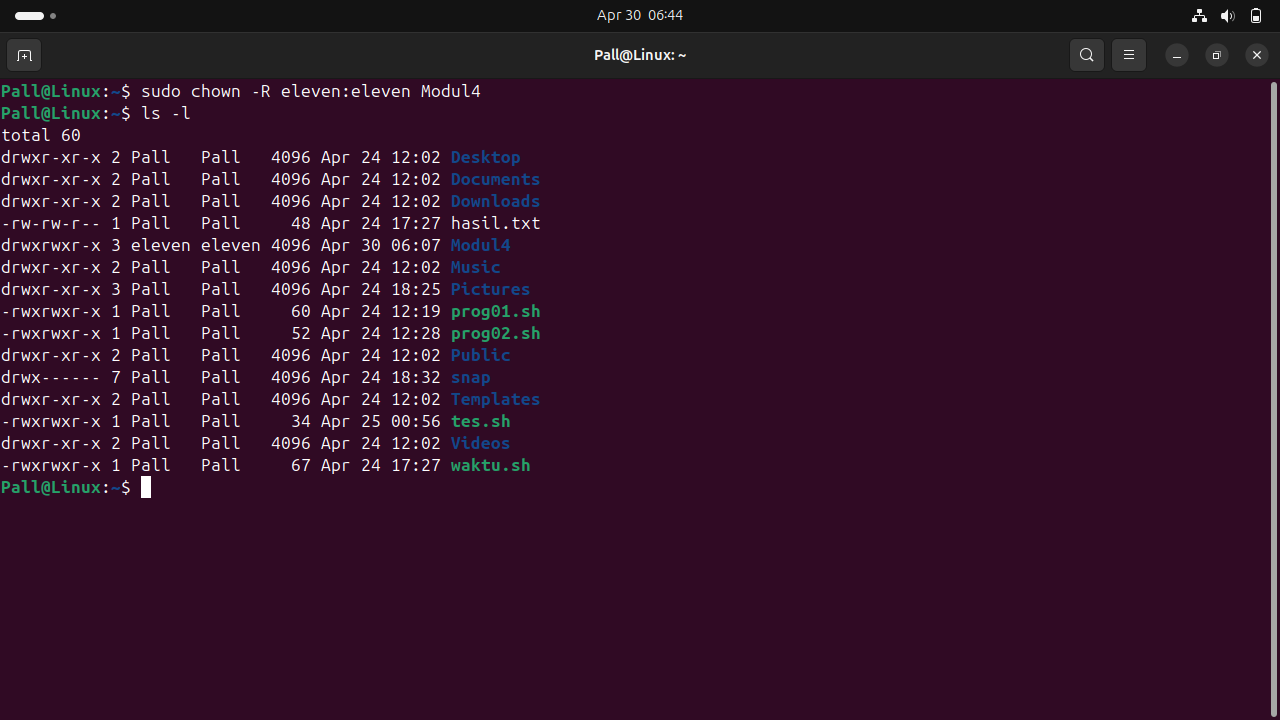 Apr 30 06:44
Pall@Linux: ~
Pall@Linux:~$ sudo chown -R eleven:eleven Modul4
Pall@Linux:~$ ls -l
total 60
drwxr-xr-x 2 Pall   Pall   4096 Apr 24 12:02 Desktop
drwxr-xr-x 2 Pall   Pall   4096 Apr 24 12:02 Documents
drwxr-xr-x 2 Pall   Pall   4096 Apr 24 12:02 Downloads
-rw-rw-r-- 1 Pall   Pall     48 Apr 24 17:27 hasil.txt
drwxrwxr-x 3 eleven eleven 4096 Apr 30 06:07 Modul4
drwxr-xr-x 2 Pall   Pall   4096 Apr 24 12:02 Music
drwxr-xr-x 3 Pall   Pall   4096 Apr 24 18:25 Pictures
-rwxrwxr-x 1 Pall   Pall     60 Apr 24 12:19 prog01.sh
-rwxrwxr-x 1 Pall   Pall     52 Apr 24 12:28 prog02.sh
drwxr-xr-x 2 Pall   Pall   4096 Apr 24 12:02 Public
drwx------ 7 Pall   Pall   4096 Apr 24 18:32 snap
drwxr-xr-x 2 Pall   Pall   4096 Apr 24 12:02 Templates
-rwxrwxr-x 1 Pall   Pall     34 Apr 25 00:56 tes.sh
drwxr-xr-x 2 Pall   Pall   4096 Apr 24 12:02 Videos
-rwxrwxr-x 1 Pall   Pall     67 Apr 24 17:27 waktu.sh
Pall@Linux:~$